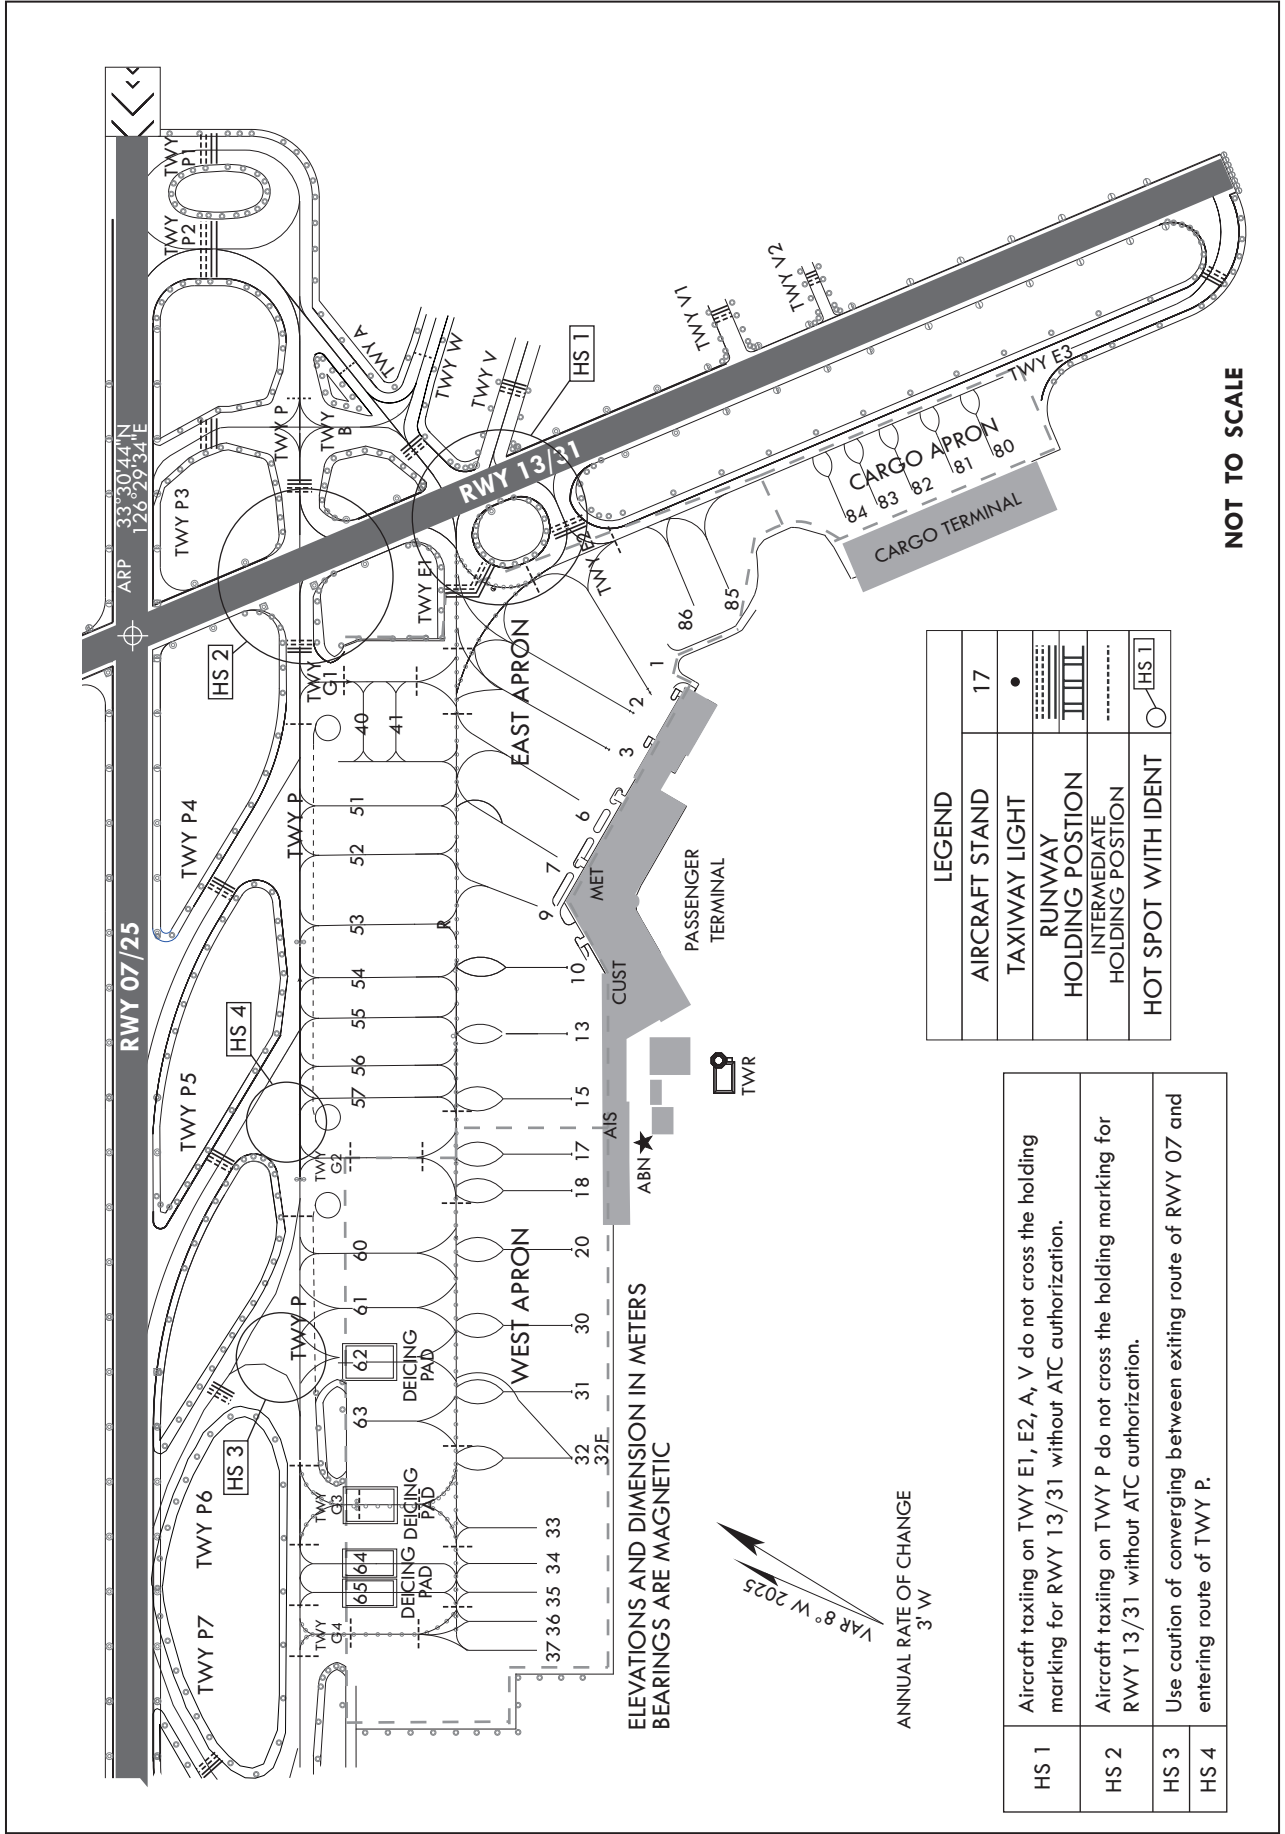 RWY 07/25
ARP
33°30'44"N
126°29'34"E
TWY P7
TWY P6
TWY P5
TWY P4
TWY P3
TWY
P2
TWY
P1
HS 3
HS 4
HS 2
TWY P
TWY P
TWY P
TWY
B
TWY A
TWY W
TWY V
HS 1
TWY V1
TWY V2
RWY 13/31
TWY
G4
TWY
G3
TWY
G2
TWY
G1
TWY E1
TWY E2
TWY E3
65
64
63
62
61
60
57
56
55
54
53
52
51
40
41
DEICING
PAD
DEICING
PAD
DEICING
PAD
R
WEST APRON
EAST APRON
37
36
35
34
33
32
32F
31
30
20
18
17
15
13
10
9
7
6
3
2
1
86
85
84
83
82
81
80
CARGO APRON
CARGO TERMINAL
AIS
CUST
MET
PASSENGER
TERMINAL
ABN
TWR
ELEVATIONS AND DIMENSION IN METERS
BEARINGS ARE MAGNETIC
VAR 8° W 2025
ANNUAL RATE OF CHANGE
3' W
LEGEND
AIRCRAFT STAND
17
TAXIWAY LIGHT
RUNWAY
HOLDING POSTION
INTERMEDIATE
HOLDING POSTION
HOT SPOT WITH IDENT
HS 1
NOT TO SCALE
HS 1
Aircraft taxiing on TWY E1, E2, A, V do not cross the holding
marking for RWY 13/31 without ATC authorization.
HS 2
Aircraft taxiing on TWY P do not cross the holding marking for
RWY 13/31 without ATC authorization.
HS 3
HS 4
Use caution of converging between exiting route of RWY 07 and
entering route of TWY P.